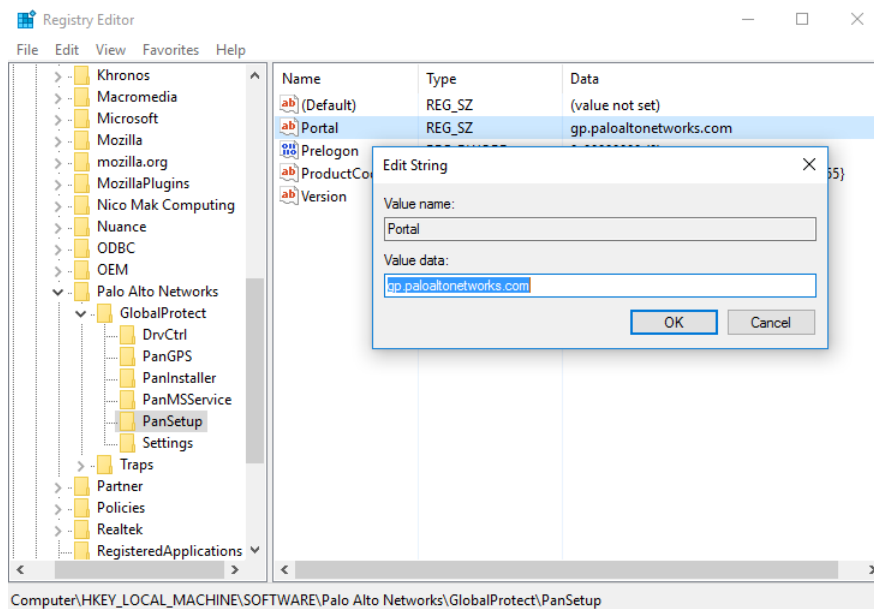 Registry Editor
File Edit View Favorites Help
Khronos
Macromedia
Microsoft
Mozilla
mozilla.org
MozillaPlugins
Nico Mak Computing
Nuance
ODBC
OEM
Palo Alto Networks
GlobalProtect
DrvCtrl
PanGPS
PanInstaller
PanMSService
PanSetup
Settings
Traps
Partner
Policies
Realtek
RegisteredApplications
Name Type Data
(Default) REG_SZ (value not set)
Portal REG_SZ gp.paloaltonetworks.com
Prelogon
ProductCo 65}
Version
Edit String
Value name:
Portal
Value data:
gp.paloaltonetworks.com
OK Cancel
Computer\HKEY_LOCAL_MACHINE\SOFTWARE\Palo Alto Networks\GlobalProtect\PanSetup